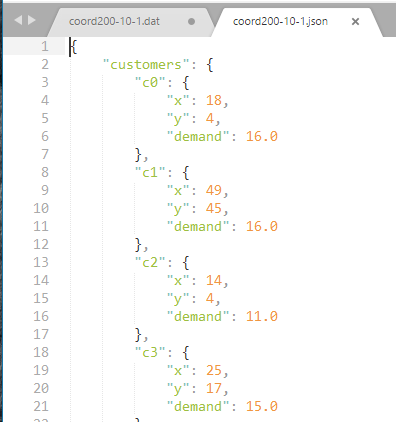 coord200-10-1.dat
coord200-10-1.json
1 {
2 "customers": {
3 "c0": {
4 "x": 18,
5 "y": 4,
6 "demand": 16.0
7 },
8 "c1": {
9 "x": 49,
10 "y": 45,
11 "demand": 16.0
12 },
13 "c2": {
14 "x": 14,
15 "y": 4,
16 "demand": 11.0
17 },
18 "c3": {
19 "x": 25,
20 "y": 17,
21 "demand": 15.0